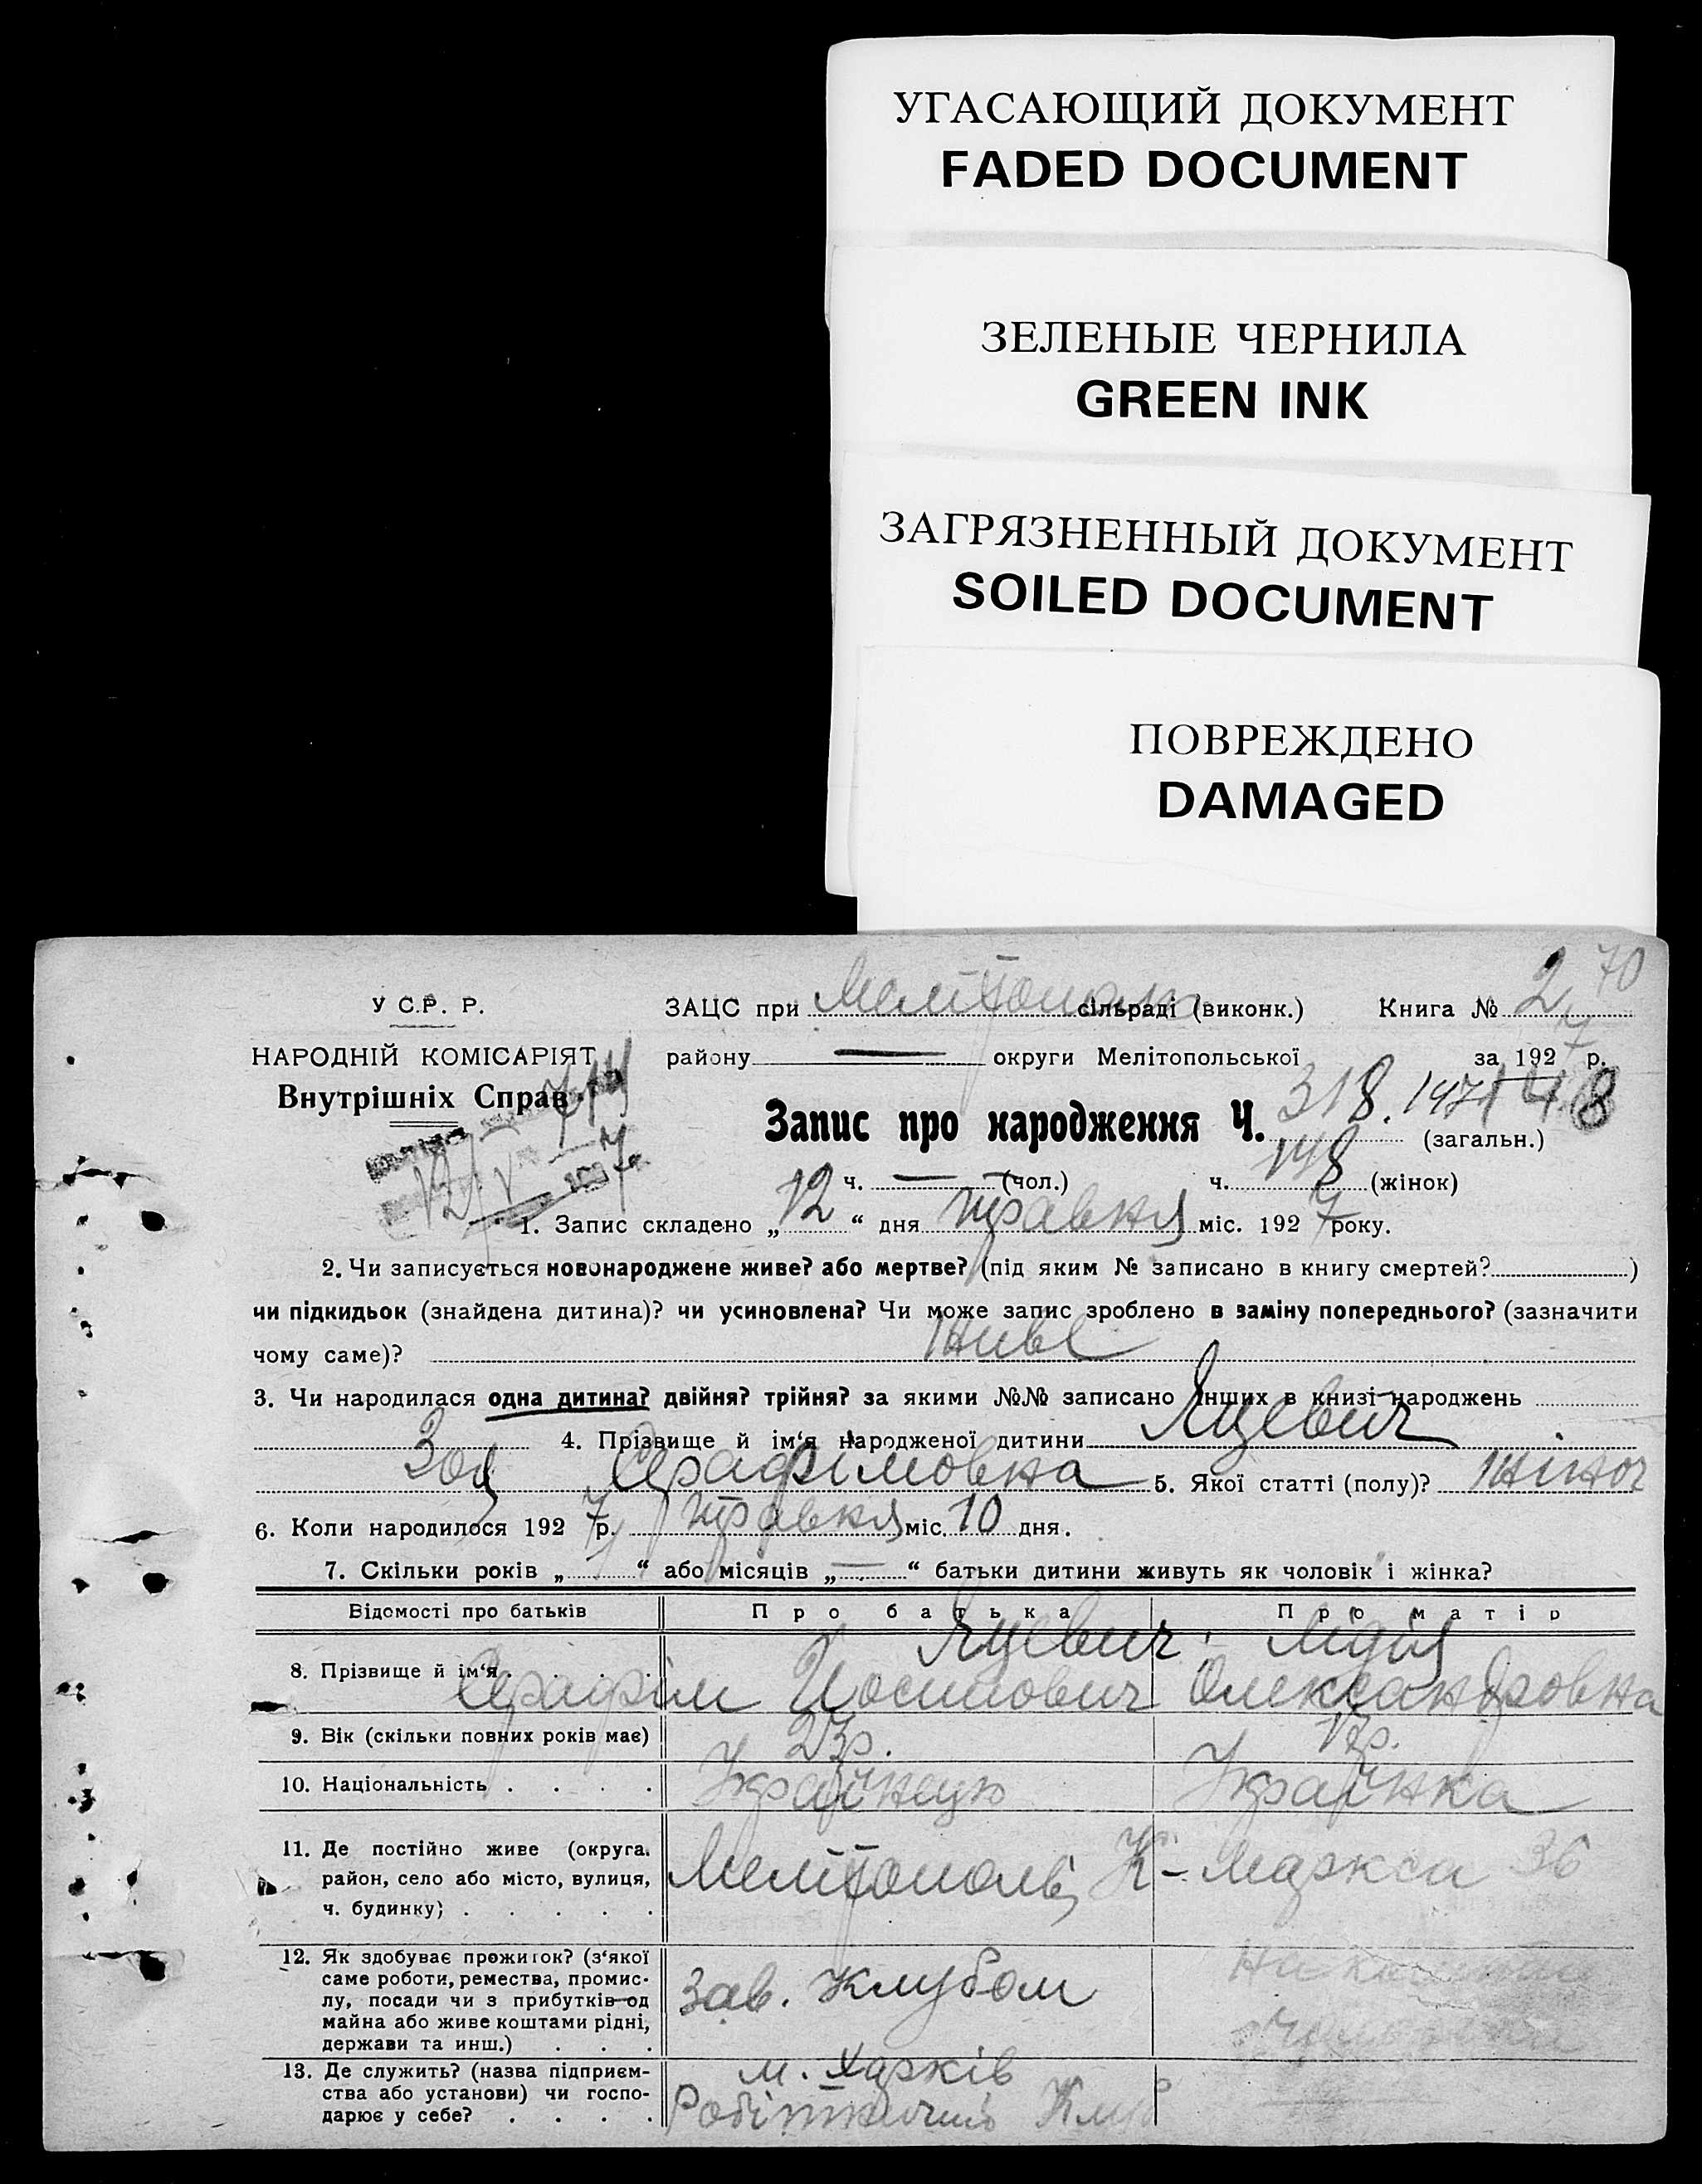 УГАСАЮЩИЙ ДОКУМЕНТ
FADED DOCUMENT
ЗЕЛЕНЫЕ ЧЕРНИЛА
GREEN INK
ЗАГРЯЗНЕННЫЙ ДОКУМЕНТ
SOILED DOCUMENT
ПОВРЕЖДЕНО
DAMAGED
70
У С.Р. Р. ЗАЦС при сільраді (виконк.) Книга № 2
НАРОДНІЙ КОМІСАРІЯТ району — округи Мелітопольської за 1927 р.
Внутрішніх Справ
Запис про народження Ч. 318. (загальн.)
ч. — (чол.) ч. 148 (жінок)
1. Запис складено „12“ дня травня міс. 1927 року.
2. Чи записується новонароджене живе? або мертве? (під яким № записано в книгу смертей? )
чи підкидьок (знайдена дитина)? чи усиновлена? Чи може запис зроблено в заміну попереднього? (зазначити
чому саме)? живе
3. Чи народилася одна дитина? двійня? трійня? за якими №№ записано інших в книзі народжень
4. Прізвище й ім‘я народженої дитини Яцевич
Зоя Серафімовна 5. Якої статті (полу)? жіноч
6. Коли народилося 1927 р. травня міс. 10 дня.
7. Скільки років „ “ або місяців „—“ батьки дитини живуть як чоловік і жінка?
Відомості про батьків Про батька Про матір
8. Прізвище й ім‘я . . . . Яцевич Лідія
Серафім Йосипович Олександровна
9. Вік (скільки повних років має) 23р. 17р.
10. Національність . . . . Українець Українка
11. Де постійно живе (округа,
район, село або місто, вулиця, Мелітополь, К-Маркса 36
ч. будинку) . . . . .
12. Як здобуває прожиток? (з‘якої
саме роботи, ремества, промис-
лу, посади чи з прибутків од зав. клубом
майна або живе коштами рідні,
держави та инш.) . . .
13. Де служить? (назва підприєм- м. Харків
ства або установи) чи госпо-
дарює у себе? . . . .